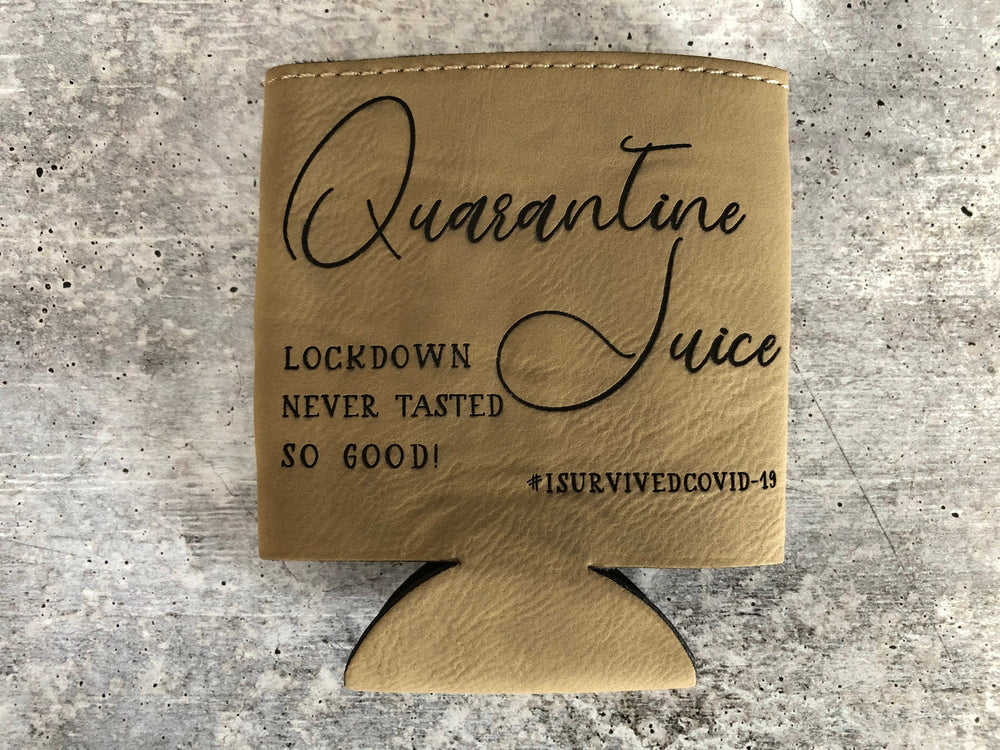 Quarantine
Juice
LOCKDOWN
NEVER TASTED
SO GOOD!
#ISURVIVEDCOVID-19